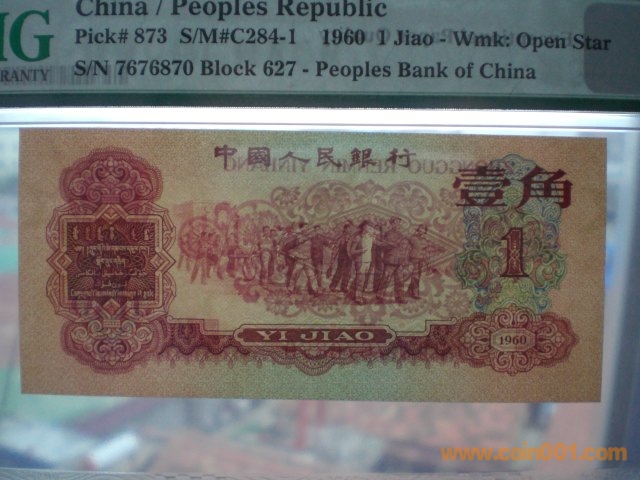 China / Peoples Republic
MG
Pick# 873 S/M#C284-1 1960 1 Jiao - Wmk: Open Star
S/N 7676870 Block 627 - Peoples Bank of China
中國人民銀行
壹角
1
YI JIAO
1960
www.coin001.com